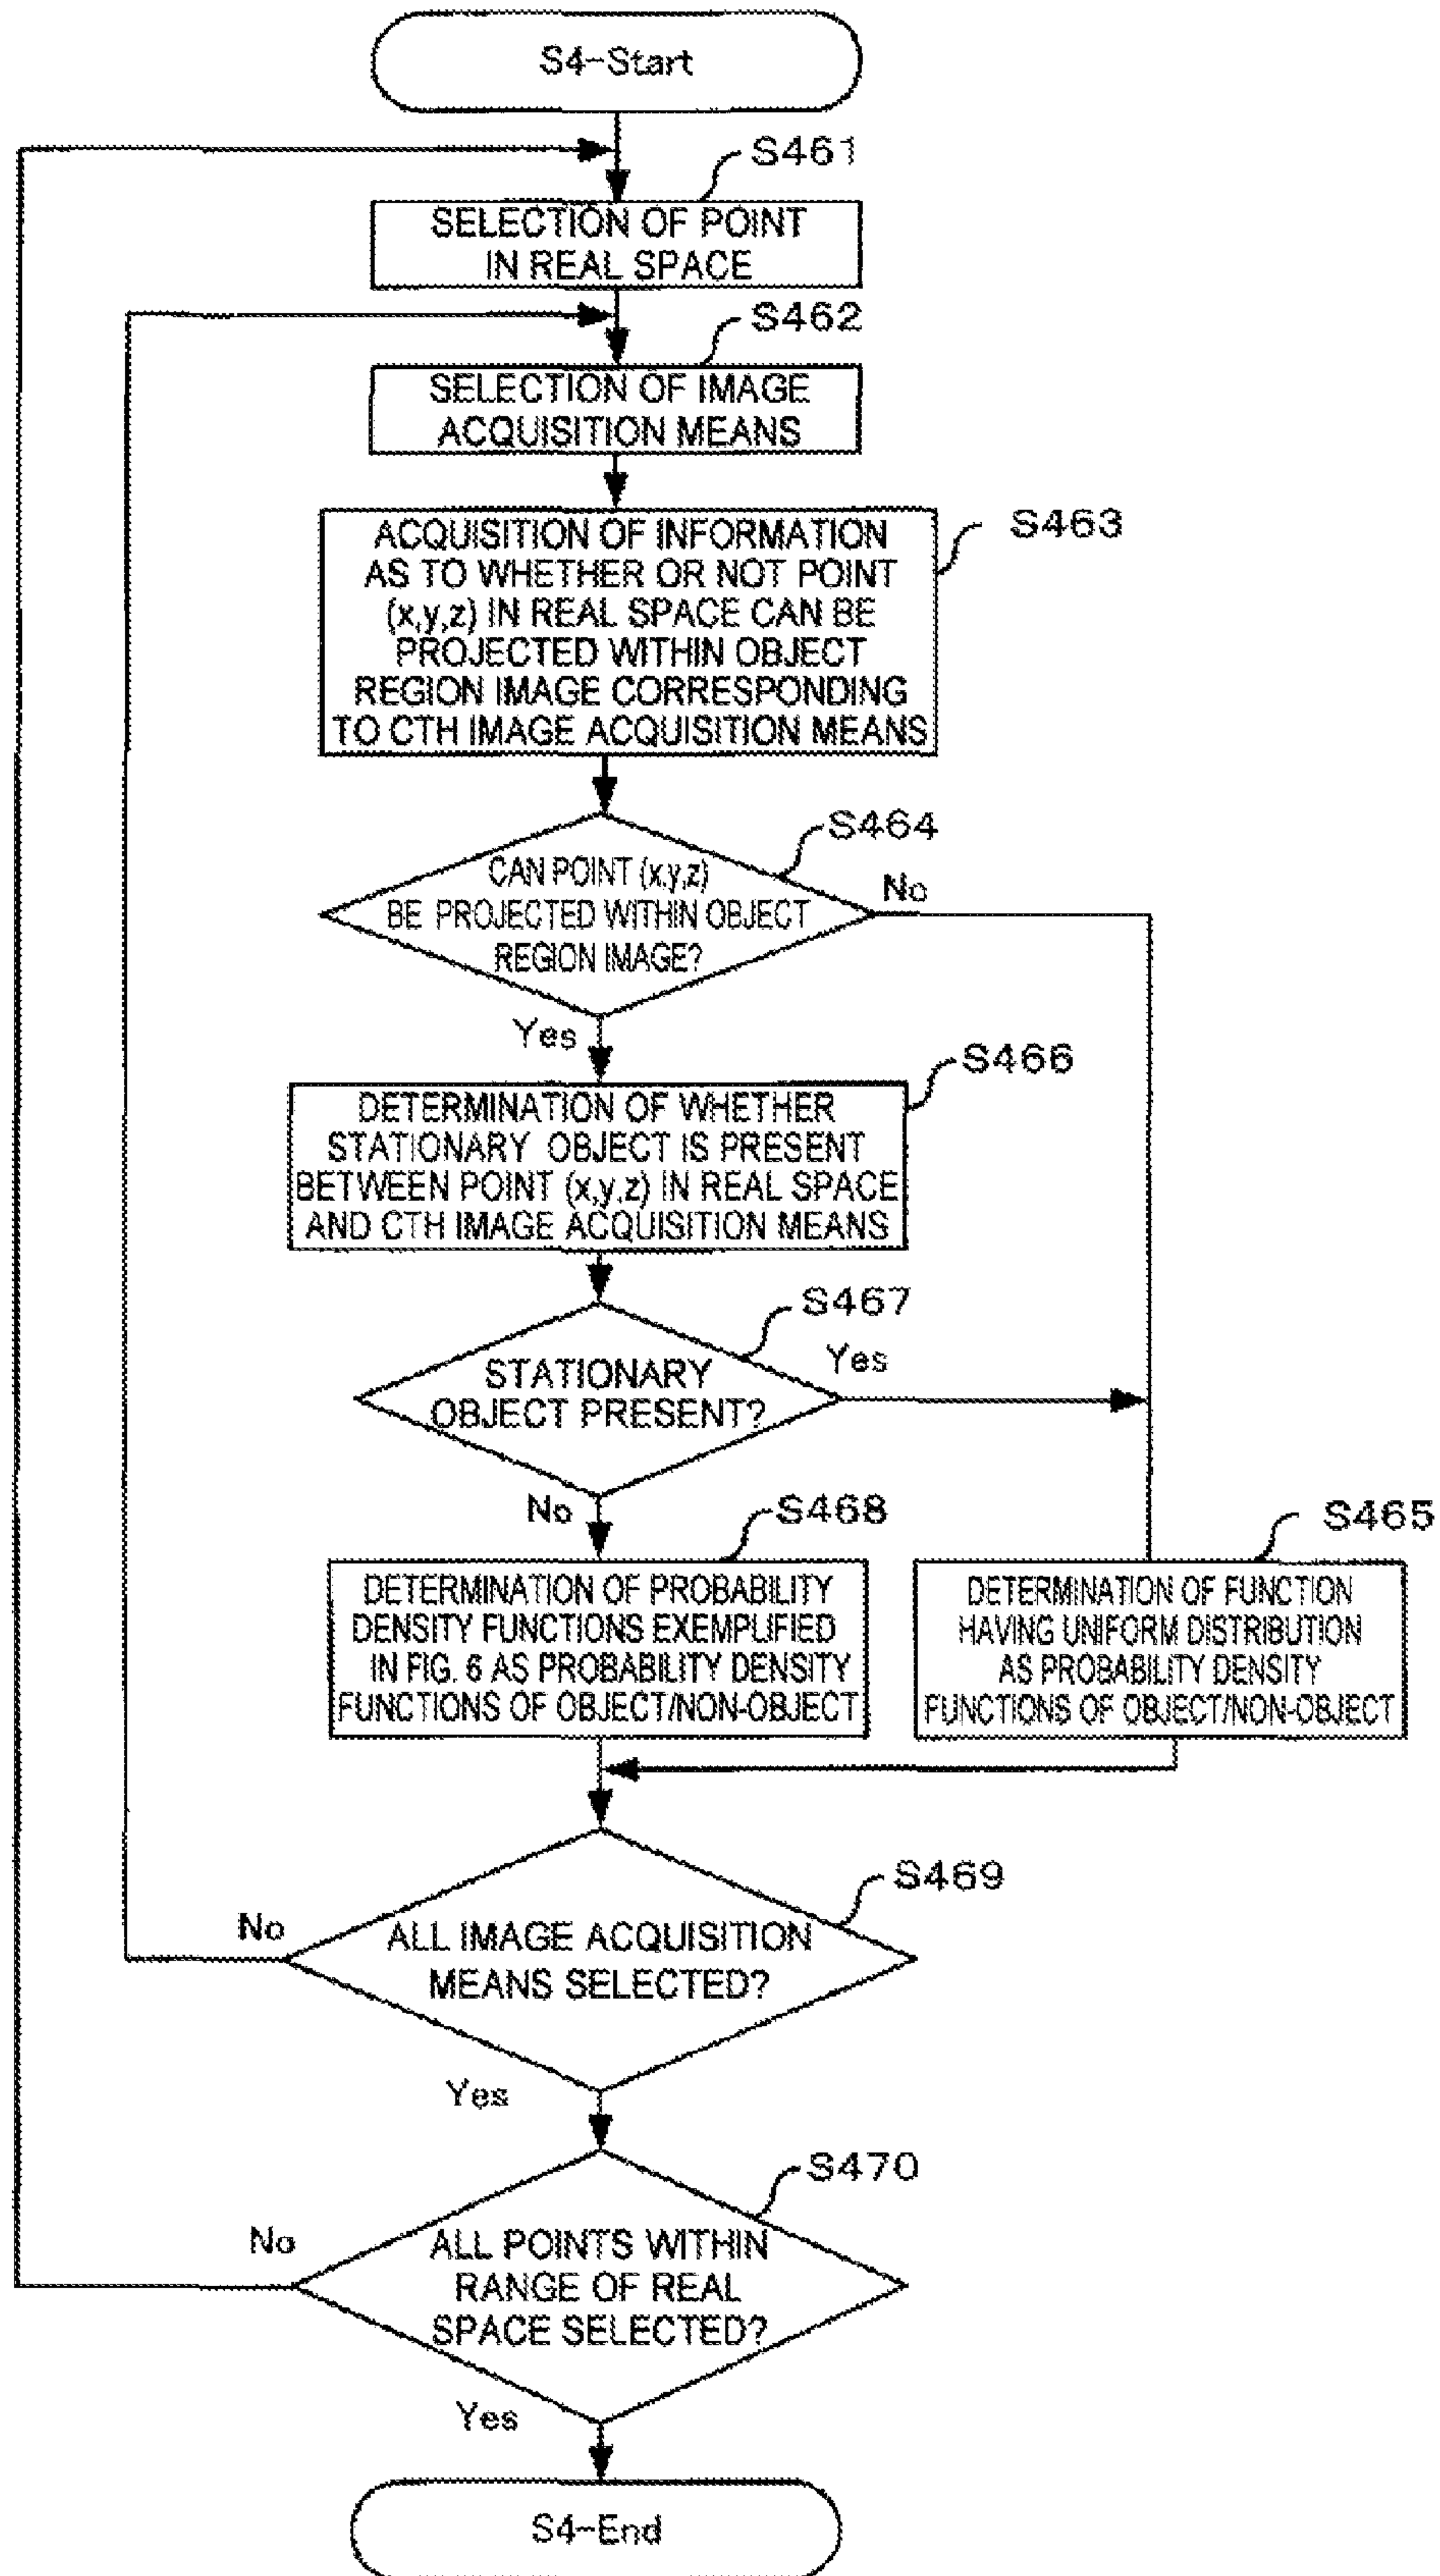 S4-Start
S461
SELECTION OF POINT
IN REAL SPACE
S462
SELECTION OF IMAGE
ACQUISITION MEANS
S463
ACQUISITION OF INFORMATION
AS TO WHETHER OR NOT POINT
(x,y,z) IN REAL SPACE CAN BE
PROJECTED WITHIN OBJECT
REGION IMAGE CORRESPONDING
TO CTH IMAGE ACQUISITION MEANS
S464
CAN POINT (x,y,z)
BE PROJECTED WITHIN OBJECT
REGION IMAGE?
No
Yes
S466
DETERMINATION OF WHETHER
STATIONARY OBJECT IS PRESENT
BETWEEN POINT (x,y,z) IN REAL SPACE
AND CTH IMAGE ACQUISITION MEANS
S467
STATIONARY
OBJECT PRESENT?
Yes
No
S468
DETERMINATION OF PROBABILITY
DENSITY FUNCTIONS EXEMPLIFIED
IN FIG. 6 AS PROBABILITY DENSITY
FUNCTIONS OF OBJECT/NON-OBJECT
S465
DETERMINATION OF FUNCTION
HAVING UNIFORM DISTRIBUTION
AS PROBABILITY DENSITY
FUNCTIONS OF OBJECT/NON-OBJECT
S469
ALL IMAGE ACQUISITION
MEANS SELECTED?
No
Yes
S470
ALL POINTS WITHIN
RANGE OF REAL
SPACE SELECTED?
No
Yes
S4-End